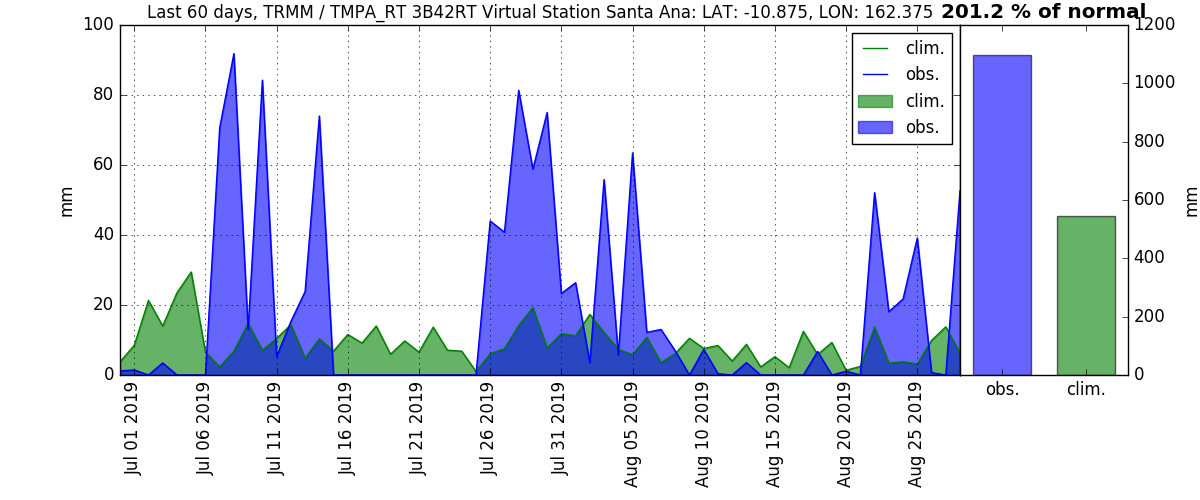 Last 60 days, TRMM / TMPA_RT 3B42RT Virtual Station Santa Ana: LAT: -10.875, LON: 162.375 201.2 % of normal
100
80
60
40
20
0
mm
clim.
obs.
clim.
obs.
Jul 01 2019
Jul 06 2019
Jul 11 2019
Jul 16 2019
Jul 21 2019
Jul 26 2019
Jul 31 2019
Aug 05 2019
Aug 10 2019
Aug 15 2019
Aug 20 2019
Aug 25 2019
1200
1000
800
600
400
200
0
mm
obs.
clim.